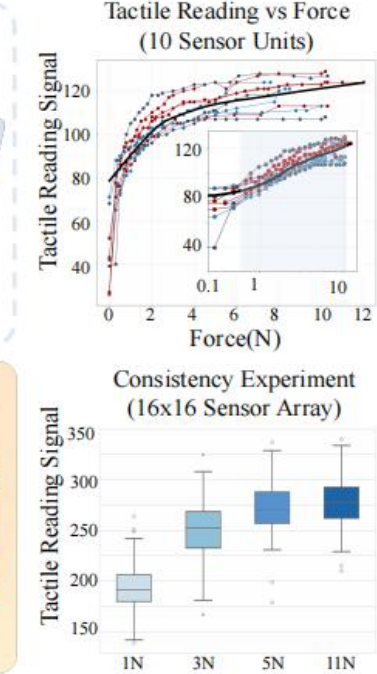 Tactile Reading vs Force
(10 Sensor Units)
Tactile Reading Signal
120
100
80
60
40
120
80
40
0.1 1 10
0 2 4 6 8 10 12
Force(N)
Consistency Experiment
(16x16 Sensor Array)
Tactile Reading Signal
350
300
250
200
150
1N 3N 5N 11N